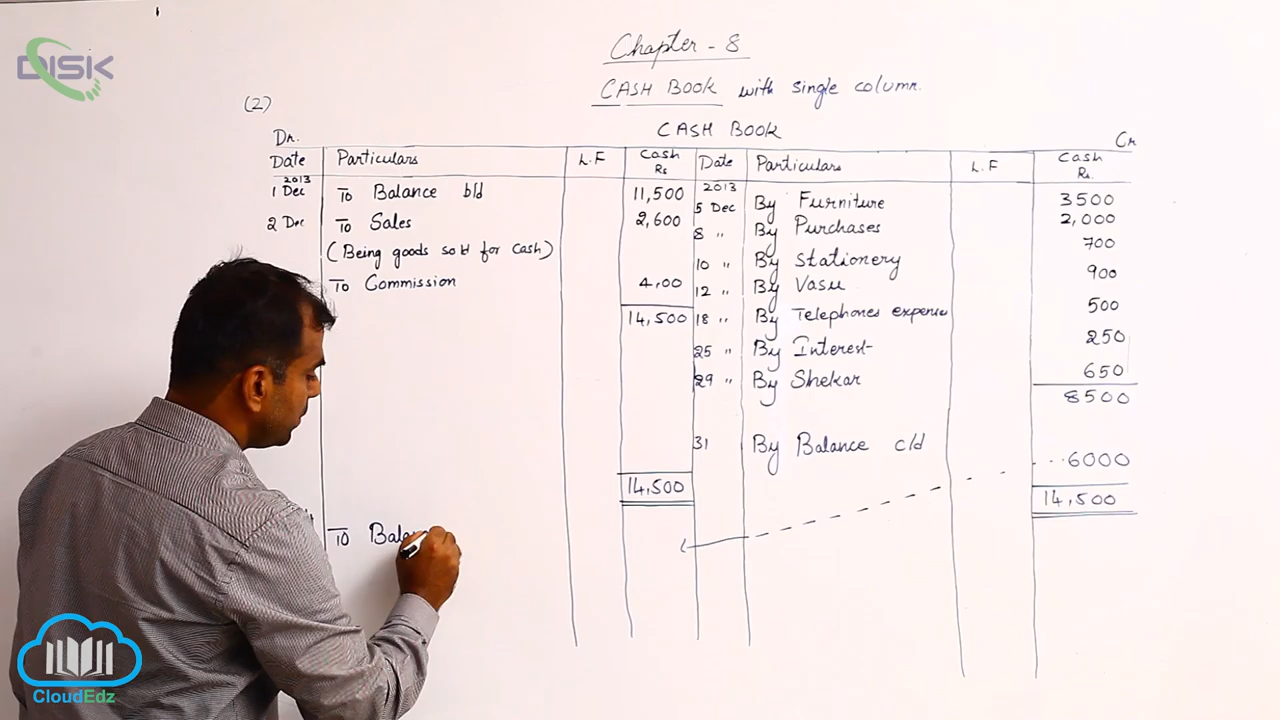 DISK
Chapter - 8
CASH BOOK with single column.
(2)
CASH BOOK
Dr. Cr
Date Particulars L.F Cash Rs Date Particulars L.F Cash Rs.
2013 2013
1 Dec To Balance b/d 11,500 5 Dec By Furniture 3500
2 Dec To Sales 2,600 8 " By Purchases 2,000
(Being goods sold for cash) 10 " By Stationery 700
To Commission 4,00 12 " By Vasu 900
14,500 18 " By Telephones expense 500
25 " By Interest 250
29 " By Shekar 650
8500
31 By Balance c/d 6000
14,500 14,500
To
CloudEdz